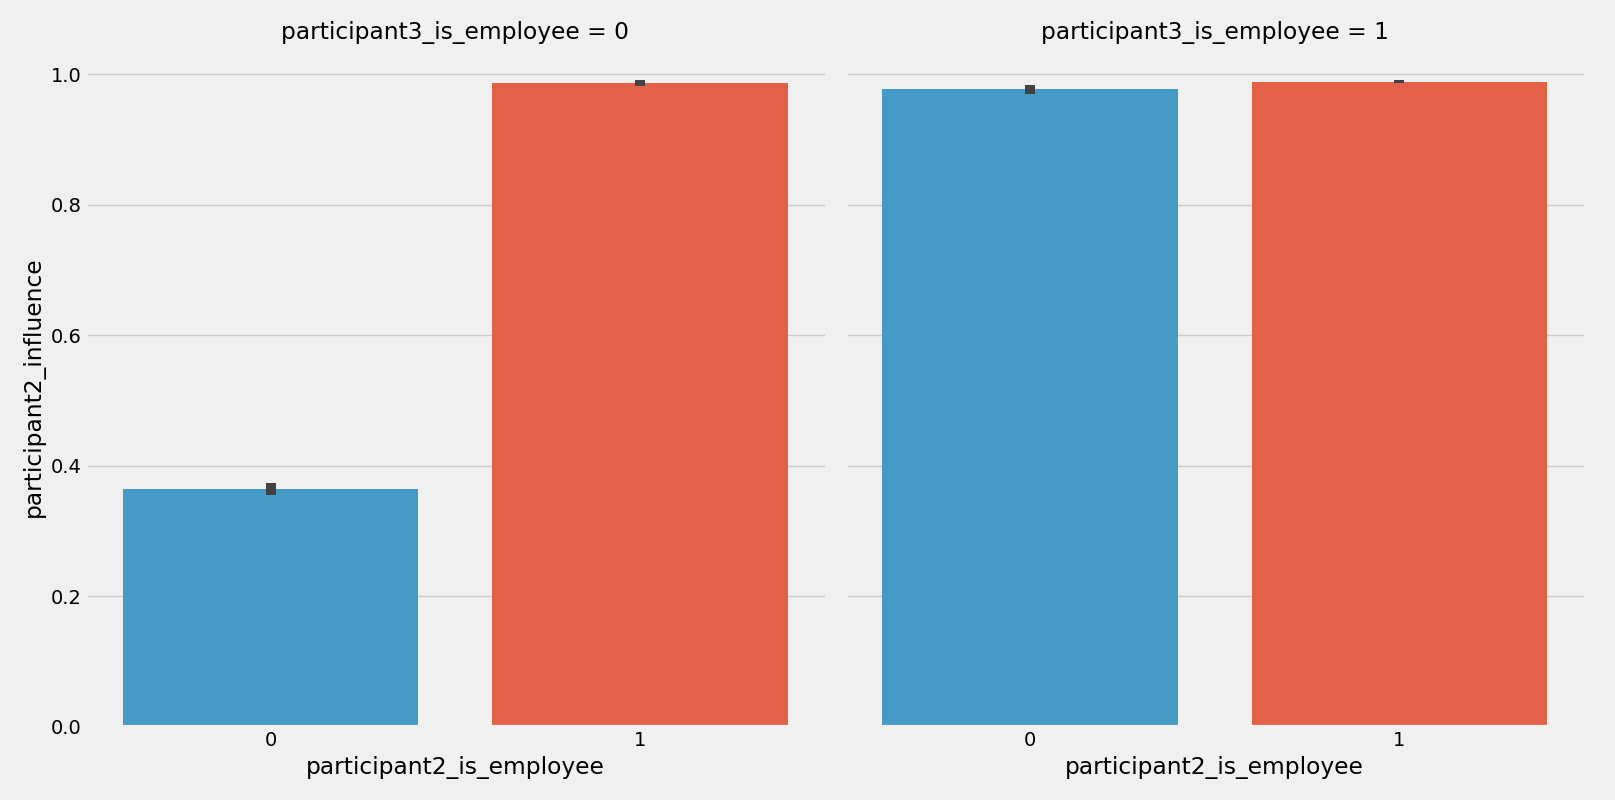 participant3_is_employee = 0
participant3_is_employee = 1
participant2_influence
1.0
0.8
0.6
0.4
0.2
0.0
0
1
0
1
participant2_is_employee
participant2_is_employee